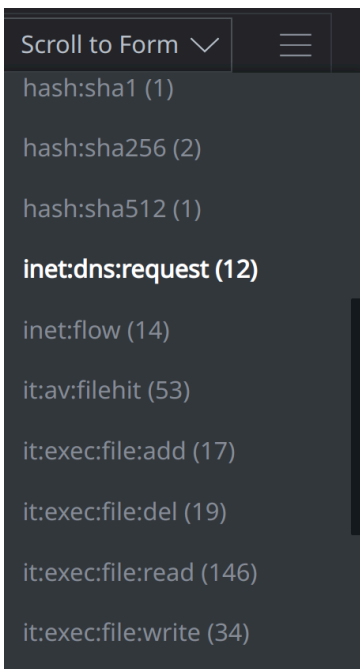 Scroll to Form
hash:sha1 (1)
hash:sha256 (2)
hash:sha512 (1)
inet:dns:request (12)
inet:flow (14)
it:av:filehit (53)
it:exec:file:add (17)
it:exec:file:del (19)
it:exec:file:read (146)
it:exec:file:write (34)